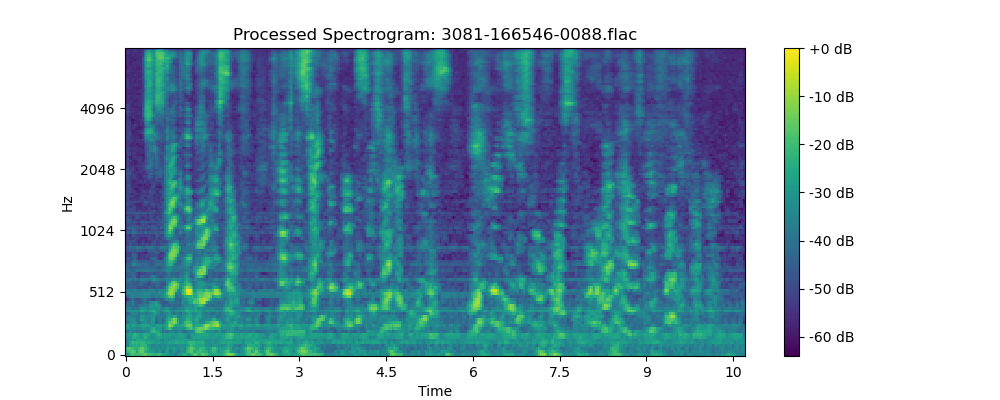 Processed Spectrogram: 3081-166546-0088.flac
Hz
4096
2048
1024
512
0
0 1.5 3 4.5 6 7.5 9 10
Time
+0 dB
-10 dB
-20 dB
-30 dB
-40 dB
-50 dB
-60 dB